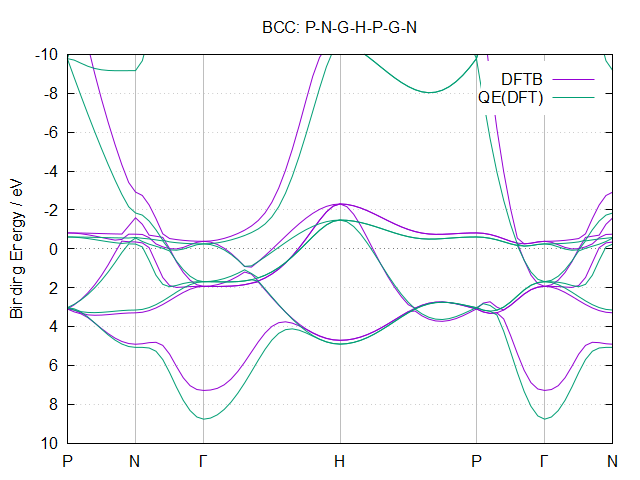 BCC: P-N-G-H-P-G-N
-10
-8
-6
-4
-2
0
2
4
6
8
10
Binding Energy / eV
DFTB
QE(DFT)
P N Γ H P Γ N